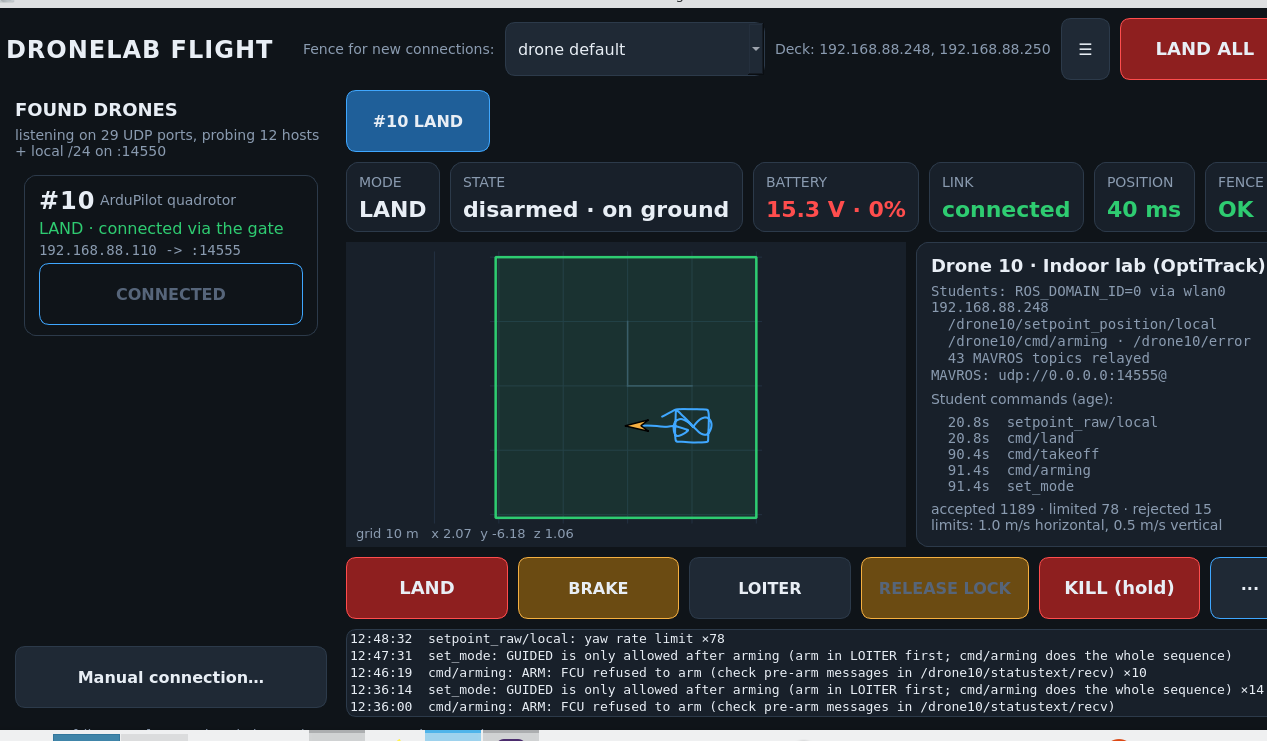 DRONELAB FLIGHT
Fence for new connections:
drone default
Deck: 192.168.88.248, 192.168.88.250
☰
LAND ALL
FOUND DRONES
listening on 29 UDP ports, probing 12 hosts
+ local /24 on :14550
#10 ArduPilot quadrotor
LAND · connected via the gate
192.168.88.110 -> :14555
CONNECTED
Manual connection…
#10 LAND
MODE
LAND
STATE
disarmed · on ground
BATTERY
15.3 V · 0%
LINK
connected
POSITION
40 ms
FENCE
OK
grid 10 m x 2.07 y -6.18 z 1.06
Drone 10 · Indoor lab (OptiTrack)
Students: ROS_DOMAIN_ID=0 via wlan0
192.168.88.248
/drone10/setpoint_position/local
/drone10/cmd/arming · /drone10/error
43 MAVROS topics relayed
MAVROS: udp://0.0.0.0:14555@
Student commands (age):
20.8s setpoint_raw/local
20.8s cmd/land
90.4s cmd/takeoff
91.4s cmd/arming
91.4s set_mode
accepted 1189 · limited 78 · rejected 15
limits: 1.0 m/s horizontal, 0.5 m/s vertical
LAND
BRAKE
LOITER
RELEASE LOCK
KILL (hold)
···
12:48:32 setpoint_raw/local: yaw rate limit ×78
12:47:31 set_mode: GUIDED is only allowed after arming (arm in LOITER first; cmd/arming does the whole sequence)
12:46:19 cmd/arming: ARM: FCU refused to arm (check pre-arm messages in /drone10/statustext/recv) ×10
12:36:14 set_mode: GUIDED is only allowed after arming (arm in LOITER first; cmd/arming does the whole sequence) ×14
12:36:00 cmd/arming: ARM: FCU refused to arm (check pre-arm messages in /drone10/statustext/recv)